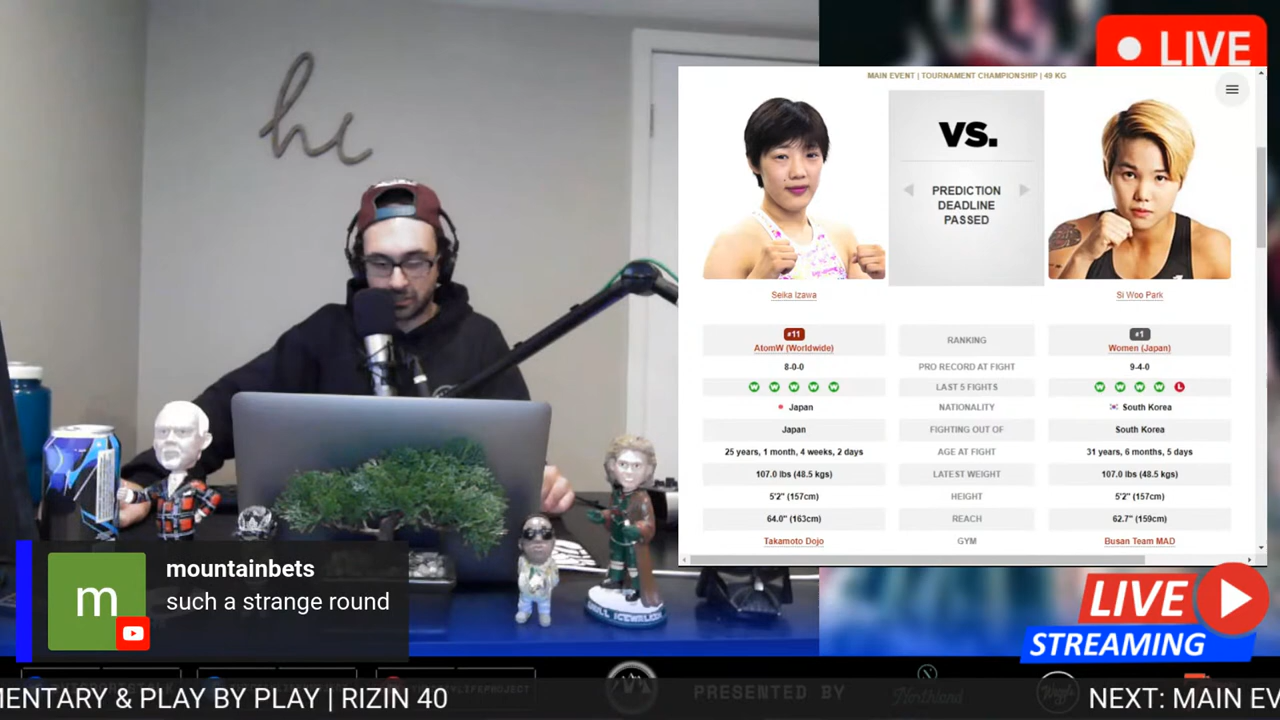 hi
LIVE
MAIN EVENT | TOURNAMENT CHAMPIONSHIP | 49 KG
VS.
PREDICTION
DEADLINE
PASSED
Seika Izawa
Si Woo Park
#11
AtomW (Worldwide)
RANKING
#1
Women (Japan)
8-0-0
PRO RECORD AT FIGHT
9-4-0
W W W W W
LAST 5 FIGHTS
W W W W L
Japan
NATIONALITY
South Korea
Japan
FIGHTING OUT OF
South Korea
25 years, 1 month, 4 weeks, 2 days
AGE AT FIGHT
31 years, 6 months, 5 days
107.0 lbs (48.5 kgs)
LATEST WEIGHT
107.0 lbs (48.5 kgs)
5'2" (157cm)
HEIGHT
5'2" (157cm)
64.0" (163cm)
REACH
62.7" (159cm)
Takamoto Dojo
GYM
Busan Team MAD
m
mountainbets
such a strange round
LIVE
STREAMING
PRESENTED BY
Northland
MENTARY & PLAY BY PLAY | RIZIN 40
NEXT: MAIN EV